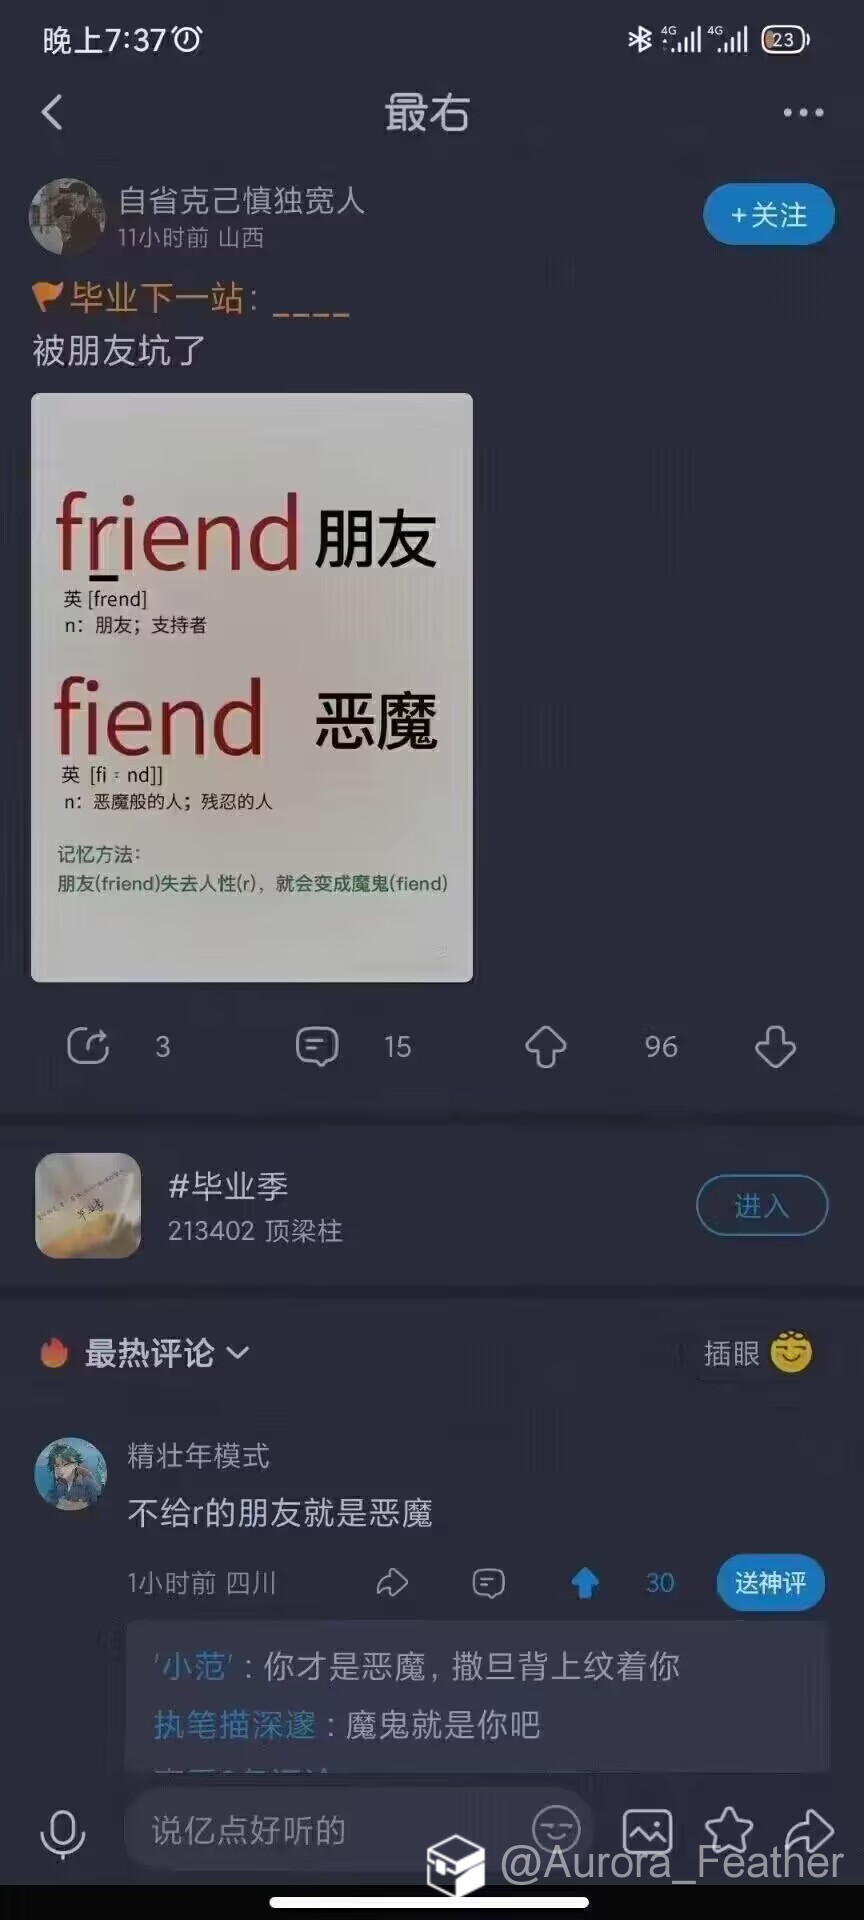 晚上7:37
4G 4G 23
最右
自省克己慎独宽人
11小时前 山西
+关注
毕业下一站：____
被朋友坑了
friend 朋友
英 [frend]
n：朋友；支持者
fiend 恶魔
英 [fi：nd]]
n：恶魔般的人；残忍的人
记忆方法：
朋友(friend)失去人性(r)，就会变成魔鬼(fiend)
3 15 96
#毕业季
213402 顶梁柱
进入
最热评论
插眼
精壮年模式
不给r的朋友就是恶魔
1小时前 四川
30
送神评
'小范'：你才是恶魔，撒旦背上纹着你
执笔描深邃：魔鬼就是你吧
说亿点好听的
@Aurora_Feather